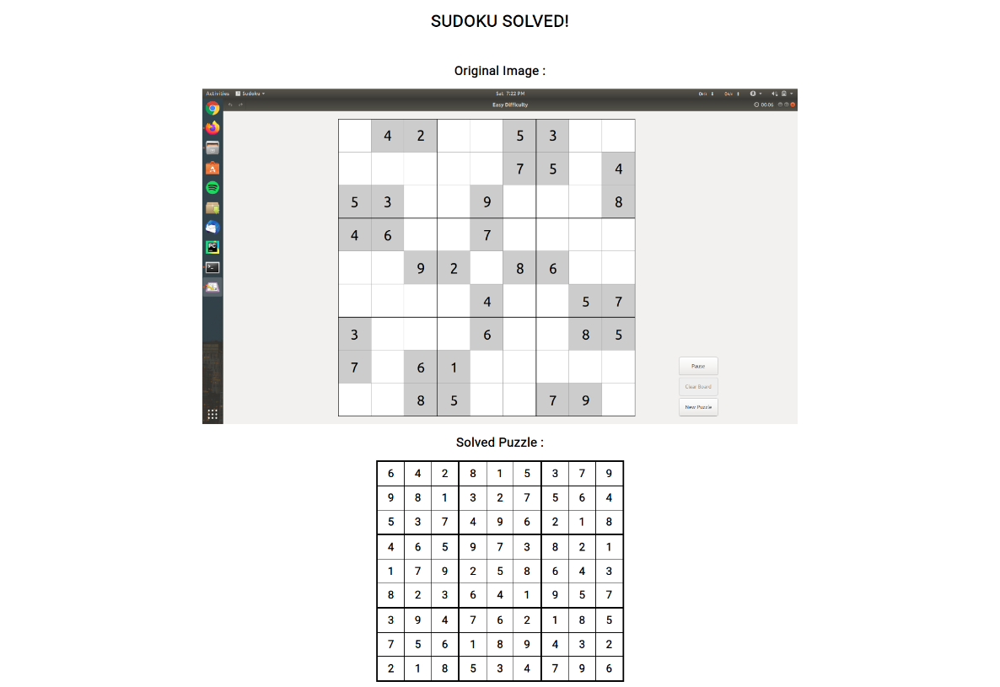 SUDOKU SOLVED!
Original Image :
Activities Sudoku Sat 7:22 PM
Easy Difficulty 00:06
4 2 5 3
7 5 4
5 3 9 8
4 6 7
9 2 8 6
4 5 7
3 6 8 5
7 6 1
8 5 7 9
Pause
Clear Board
New Puzzle
Solved Puzzle :
6 4 2 8 1 5 3 7 9
9 8 1 3 2 7 5 6 4
5 3 7 4 9 6 2 1 8
4 6 5 9 7 3 8 2 1
1 7 9 2 5 8 6 4 3
8 2 3 6 4 1 9 5 7
3 9 4 7 6 2 1 8 5
7 5 6 1 8 9 4 3 2
2 1 8 5 3 4 7 9 6